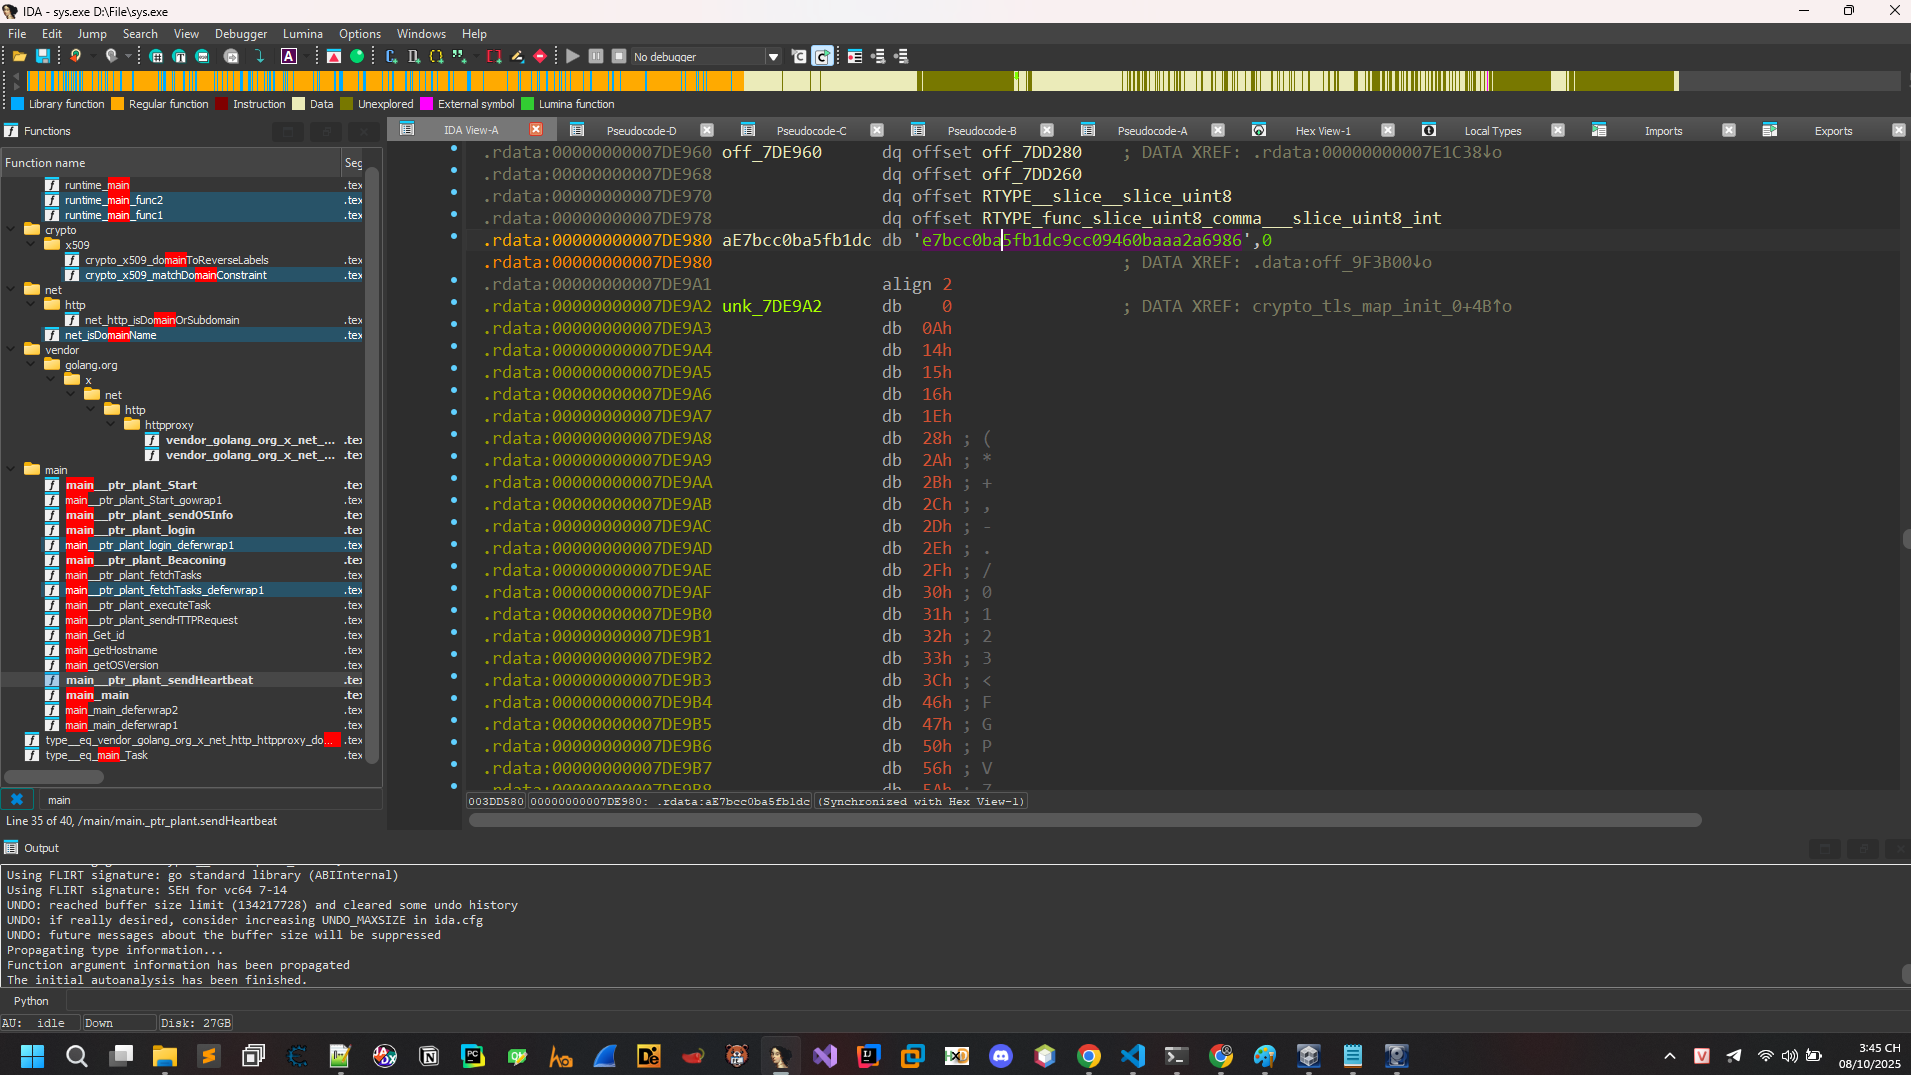 IDA - sys.exe D:\File\sys.exe
File Edit Jump Search View Debugger Lumina Options Windows Help
No debugger
Library function Regular function Instruction Data Unexplored External symbol Lumina function
Functions
Function name Seg
runtime_main .tex
runtime_main_func2 .tex
runtime_main_func1 .tex
crypto
x509
crypto_x509_domainToReverseLabels .tex
crypto_x509_matchDomainConstraint .tex
net
http
net_http_isDomainOrSubdomain .tex
net_isDomainName .tex
vendor
golang.org
x
net
http
httpproxy
vendor_golang_org_x_net_... .tex
vendor_golang_org_x_net_... .tex
main
main__ptr_plant_Start .tex
main__ptr_plant_Start_gowrap1 .tex
main__ptr_plant_sendOSInfo .tex
main__ptr_plant_login .tex
main__ptr_plant_login_deferwrap1 .tex
main__ptr_plant_Beaconing .tex
main__ptr_plant_fetchTasks .tex
main__ptr_plant_fetchTasks_deferwrap1 .tex
main__ptr_plant_executeTask .tex
main__ptr_plant_sendHTTPRequest .tex
main_Get_id .tex
main_getHostname .tex
main_getOSVersion .tex
main__ptr_plant_sendHeartbeat .tex
main_main .tex
main_main_deferwrap2 .tex
main_main_deferwrap1 .tex
type__eq_vendor_golang_org_x_net_http_httpproxy_do... .tex
type__eq_main_Task .tex
main
Line 35 of 40, /main/main._ptr_plant.sendHeartbeat
IDA View-A Pseudocode-D Pseudocode-C Pseudocode-B Pseudocode-A Hex View-1 Local Types Imports Exports
.rdata:00000000007DE960 off_7DE960 dq offset off_7DD280 ; DATA XREF: .rdata:00000000007E1C38↓o
.rdata:00000000007DE968 dq offset off_7DD260
.rdata:00000000007DE970 dq offset RTYPE__slice__slice_uint8
.rdata:00000000007DE978 dq offset RTYPE_func_slice_uint8_comma___slice_uint8_int
.rdata:00000000007DE980 aE7bcc0ba5fb1dc db 'e7bcc0ba5fb1dc9cc09460baaa2a6986',0
.rdata:00000000007DE980 ; DATA XREF: .data:off_9F3B00↓o
.rdata:00000000007DE9A1 align 2
.rdata:00000000007DE9A2 unk_7DE9A2 db 0 ; DATA XREF: crypto_tls_map_init_0+4B↑o
.rdata:00000000007DE9A3 db 0Ah
.rdata:00000000007DE9A4 db 14h
.rdata:00000000007DE9A5 db 15h
.rdata:00000000007DE9A6 db 16h
.rdata:00000000007DE9A7 db 1Eh
.rdata:00000000007DE9A8 db 28h ; (
.rdata:00000000007DE9A9 db 2Ah ; *
.rdata:00000000007DE9AA db 2Bh ; +
.rdata:00000000007DE9AB db 2Ch ; ,
.rdata:00000000007DE9AC db 2Dh ; -
.rdata:00000000007DE9AD db 2Eh ; .
.rdata:00000000007DE9AE db 2Fh ; /
.rdata:00000000007DE9AF db 30h ; 0
.rdata:00000000007DE9B0 db 31h ; 1
.rdata:00000000007DE9B1 db 32h ; 2
.rdata:00000000007DE9B2 db 33h ; 3
.rdata:00000000007DE9B3 db 3Ch ; <
.rdata:00000000007DE9B4 db 46h ; F
.rdata:00000000007DE9B5 db 47h ; G
.rdata:00000000007DE9B6 db 50h ; P
.rdata:00000000007DE9B7 db 56h ; V
.rdata:00000000007DE9B8 db 5Ah ; Z
003DD580 00000000007DE980: .rdata:aE7bcc0ba5fb1dc (Synchronized with Hex View-1)
Output
Using FLIRT signature: go standard library (ABIInternal)
Using FLIRT signature: SEH for vc64 7-14
UNDO: reached buffer size limit (134217728) and cleared some undo history
UNDO: if really desired, consider increasing UNDO_MAXSIZE in ida.cfg
UNDO: future messages about the buffer size will be suppressed
Propagating type information...
Function argument information has been propagated
The initial autoanalysis has been finished.
Python
AU: idle Down Disk: 27GB
3:45 CH
08/10/2025